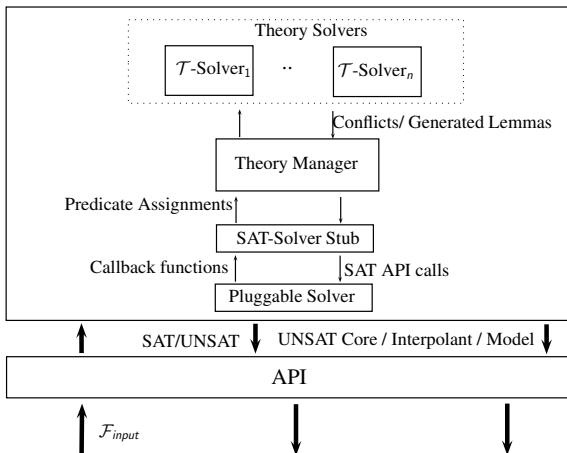 Theory Solvers
𝒯-Solver₁ .. 𝒯-Solverₙ
Conflicts/ Generated Lemmas
Theory Manager
Predicate Assignments
SAT-Solver Stub
Callback functions SAT API calls
Pluggable Solver
SAT/UNSAT UNSAT Core / Interpolant / Model
API
ℱinput